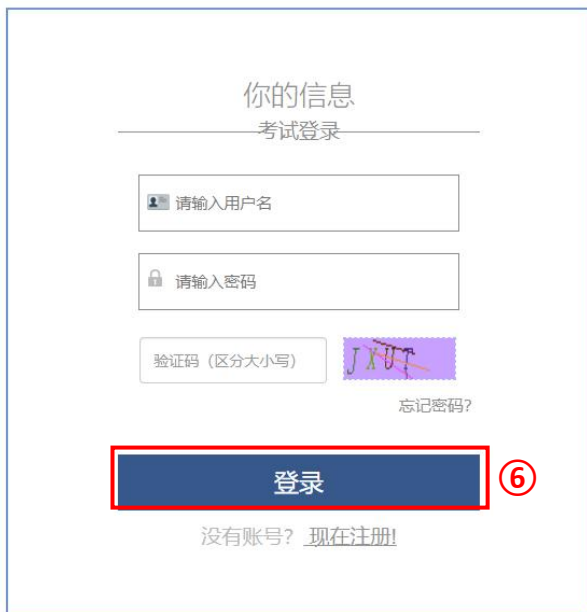 你的信息
考试登录
请输入用户名
请输入密码
验证码（区分大小写）
JXUT
忘记密码?
登录
⑥
没有账号? 现在注册!